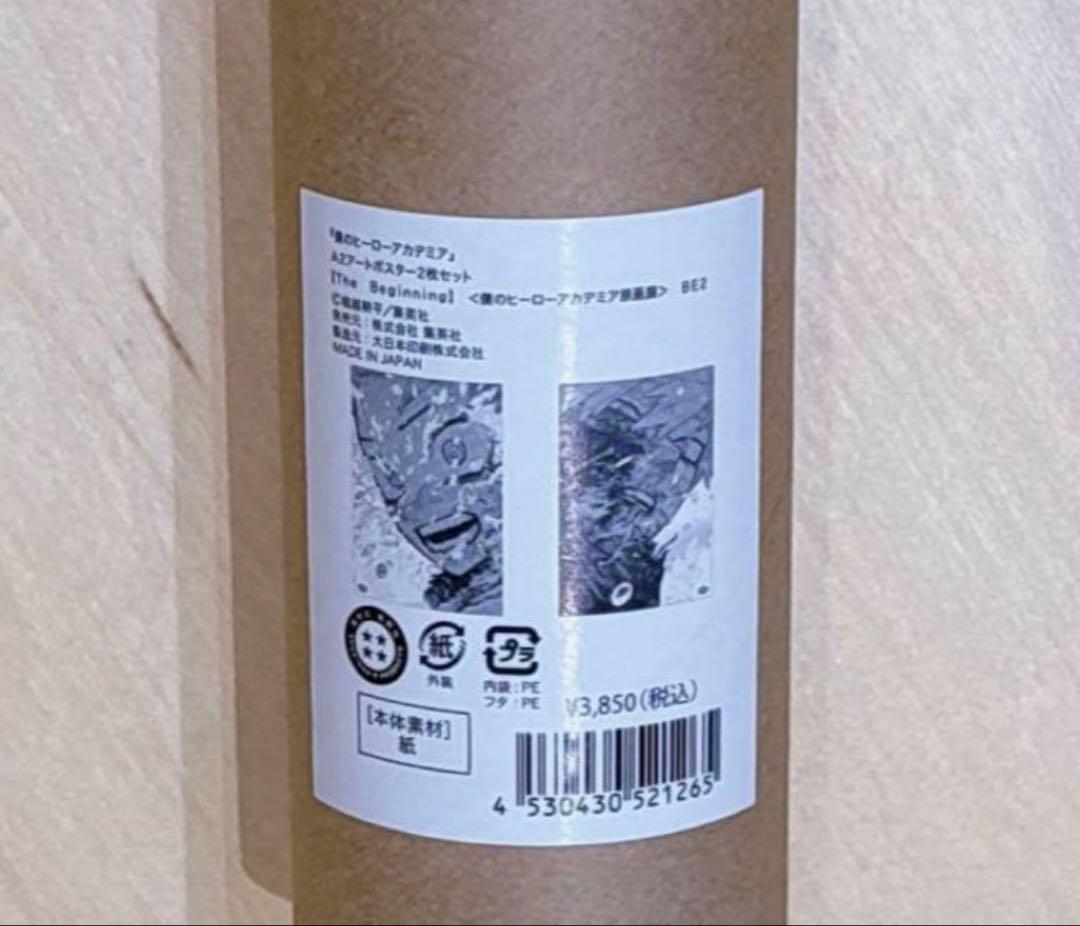 『僕のヒーローアカデミア』
A2アートポスター2枚セット
【The Beginning】 <僕のヒーローアカデミア原画展> BE2
©堀越耕平/集英社
発売元:株式会社 集英社
製造元:大日本印刷株式会社
MADE IN JAPAN
紙
外装
プラ
内袋:PE
フタ:PE
¥3,850(税込)
[本体素材]
紙
4 530430 521265